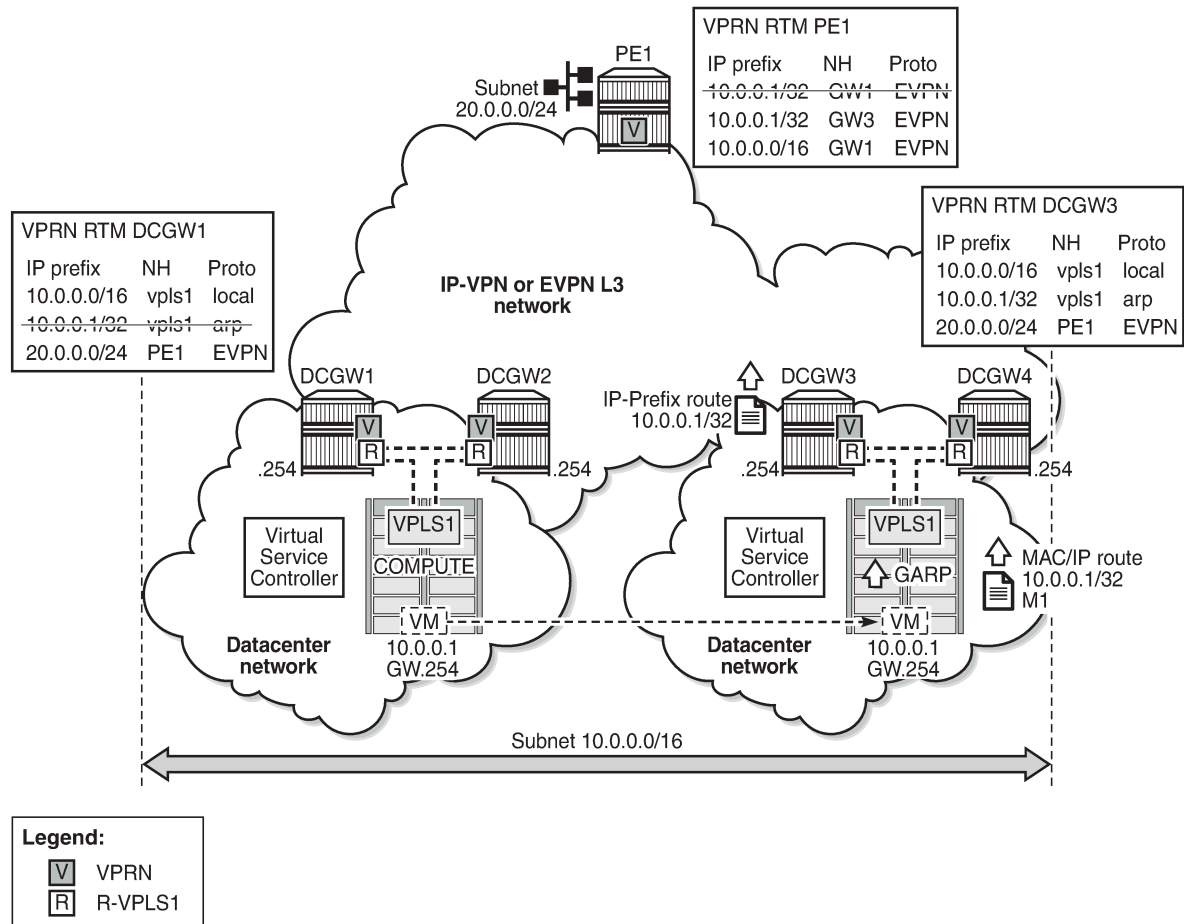 VPRN RTM PE1
IP prefix NH Proto
10.0.0.1/32 GW1 EVPN
10.0.0.1/32 GW3 EVPN
10.0.0.0/16 GW1 EVPN
PE1
Subnet
20.0.0.0/24
V
VPRN RTM DCGW1
IP prefix NH Proto
10.0.0.0/16 vpls1 local
10.0.0.1/32 vpls1 arp
20.0.0.0/24 PE1 EVPN
VPRN RTM DCGW3
IP prefix NH Proto
10.0.0.0/16 vpls1 local
10.0.0.1/32 vpls1 arp
20.0.0.0/24 PE1 EVPN
IP-VPN or EVPN L3
network
DCGW1
DCGW2
IP-Prefix route
10.0.0.1/32
DCGW3
DCGW4
V
V
V
V
R
R
R
R
.254
.254
.254
.254
Virtual
Service
Controller
VPLS1
COMPUTE
VM
10.0.0.1
GW.254
Datacenter
network
Virtual
Service
Controller
VPLS1
GARP
VM
10.0.0.1
GW.254
Datacenter
network
MAC/IP route
10.0.0.1/32
M1
Subnet 10.0.0.0/16
Legend:
V VPRN
R R-VPLS1